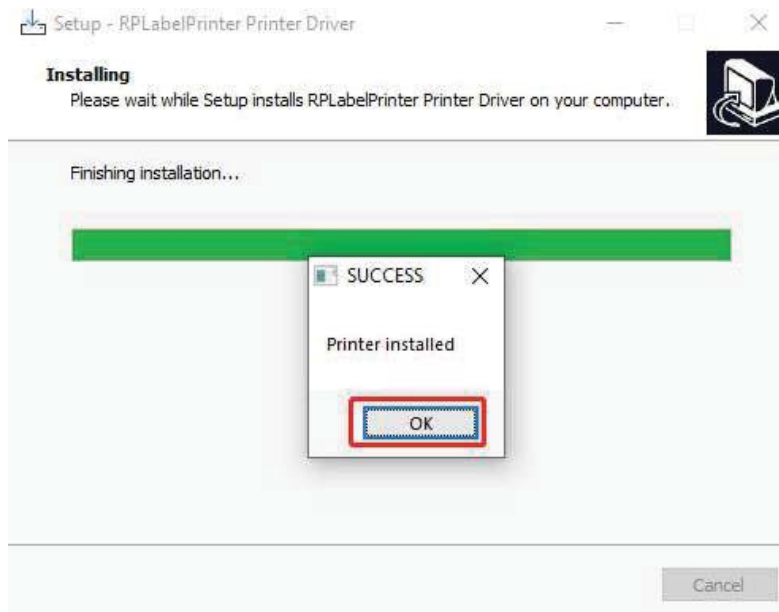 Setup - RPLabelPrinter Printer Driver
Installing
Please wait while Setup installs RPLabelPrinter Printer Driver on your computer.
Finishing installation...
SUCCESS
Printer installed
OK
Cancel